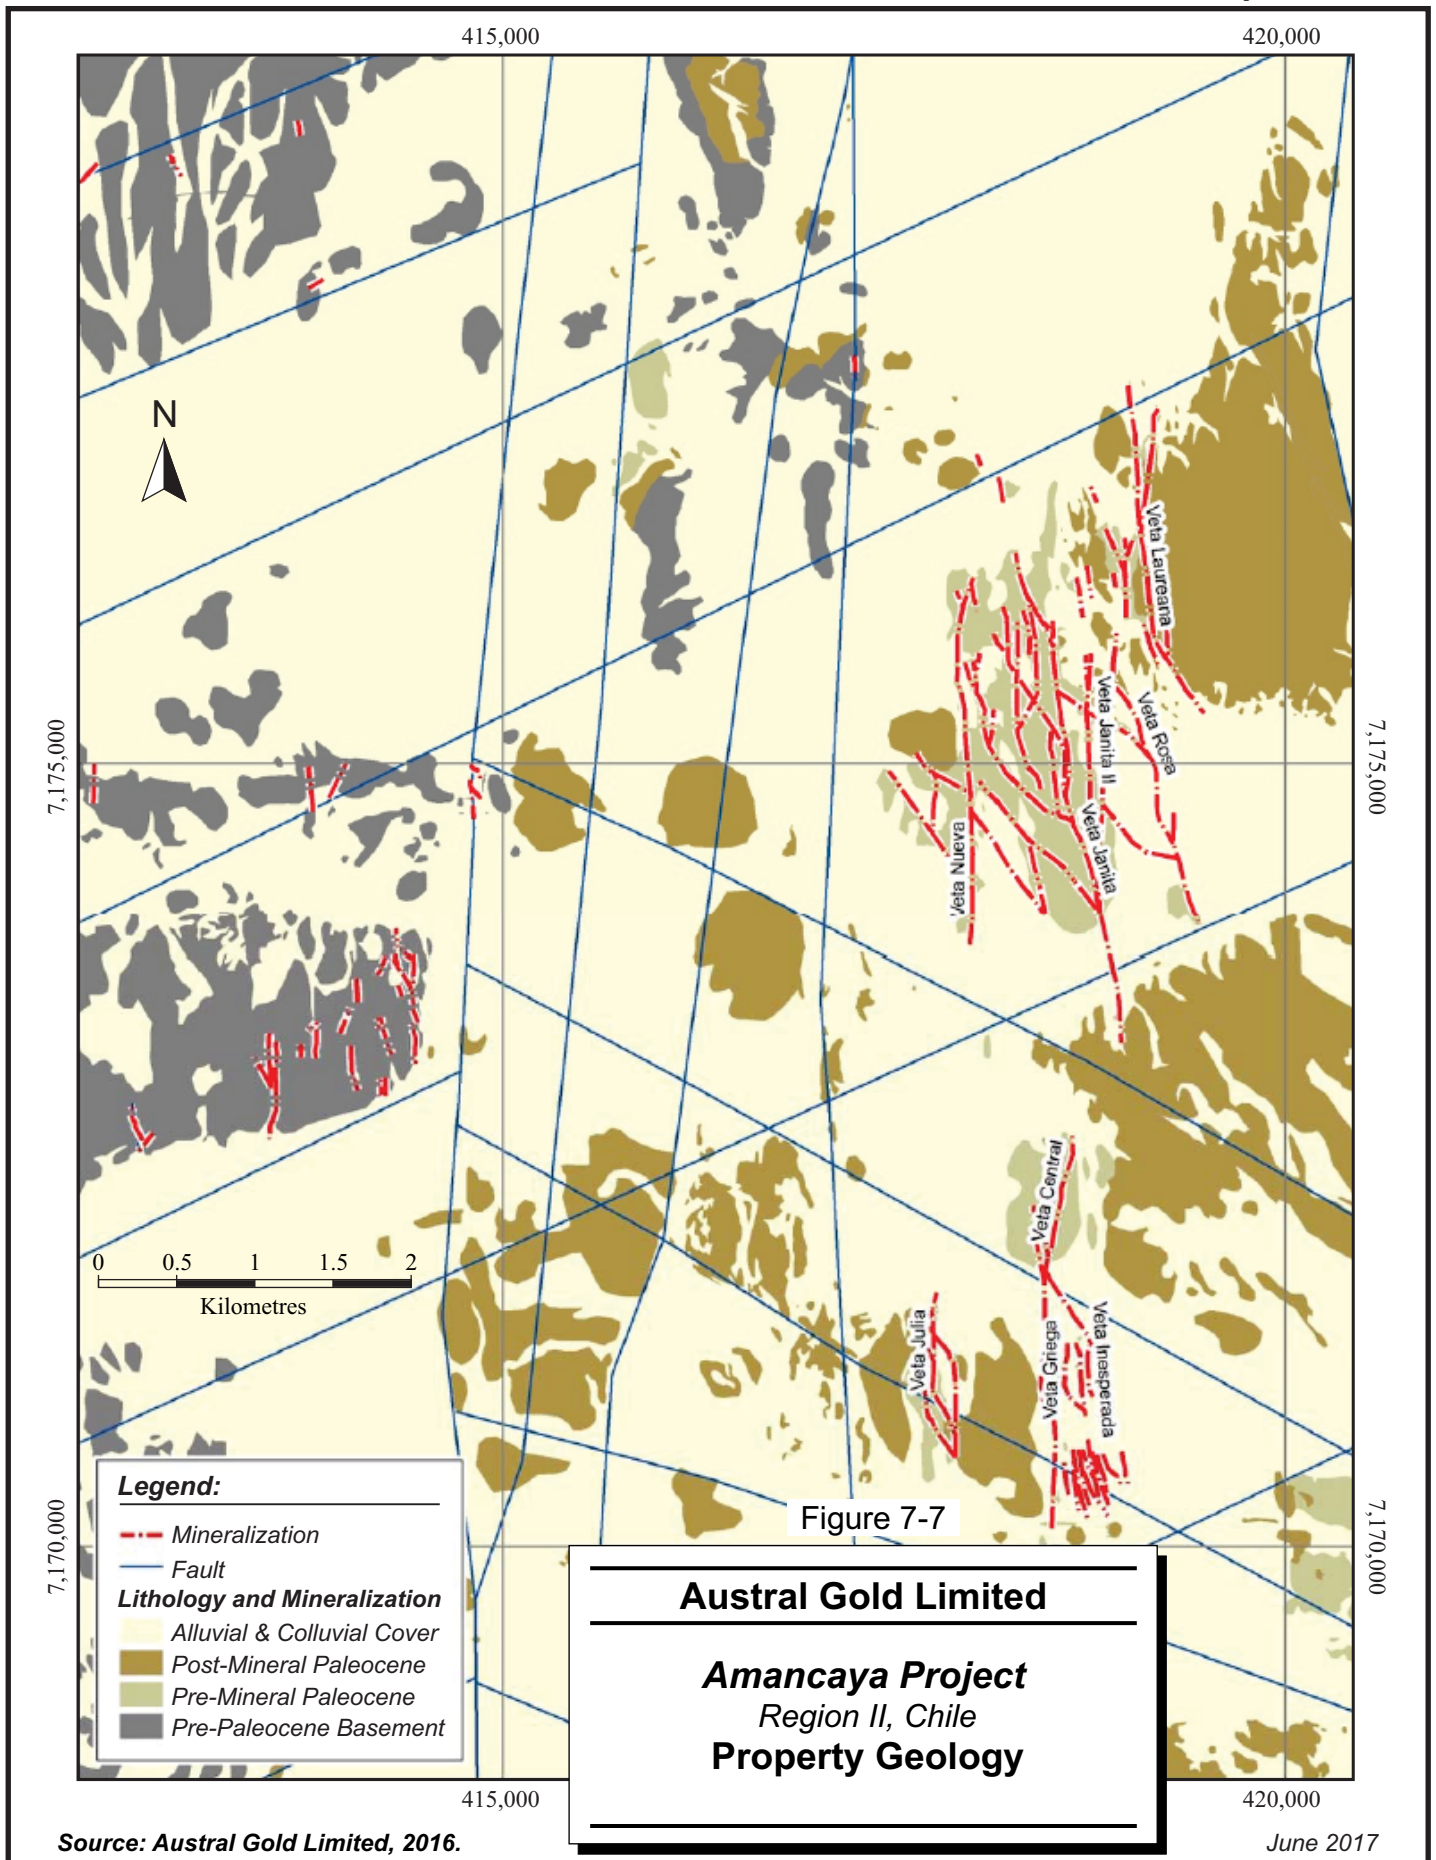 415,000
420,000
N
Veta Laureana
Veta Janita II
Veta Rosa
7,175,000
7,175,000
Veta Nueva
Veta Janita
Veta Central
0 0.5 1 1.5 2
Kilometres
Veta Julia
Veta Griega
Veta Inesperada
Legend:
Mineralization
Fault
Lithology and Mineralization
Alluvial & Colluvial Cover
Post-Mineral Paleocene
Pre-Mineral Paleocene
Pre-Paleocene Basement
7,170,000
7,170,000
Figure 7-7
Austral Gold Limited
Amancaya Project
Region II, Chile
Property Geology
415,000
420,000
Source: Austral Gold Limited, 2016.
June 2017